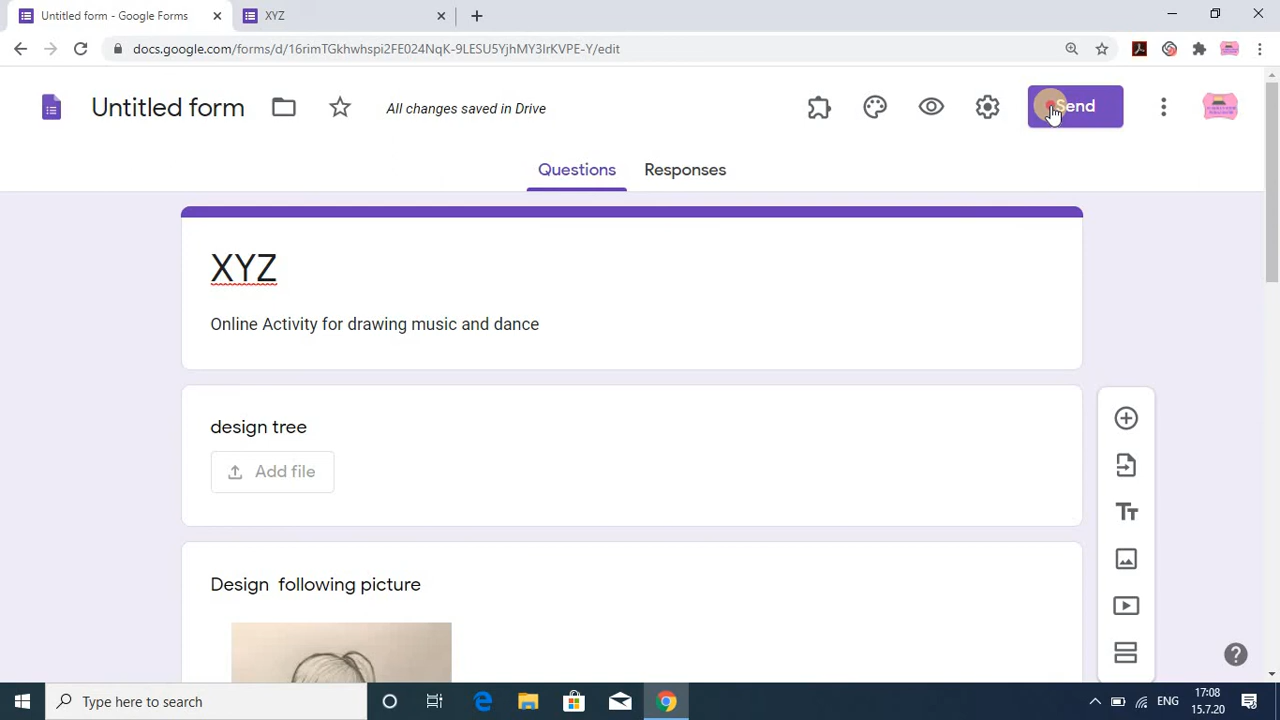 Untitled form - Google Forms
XYZ
docs.google.com/forms/d/16rimTGkhwhspi2FE024NqK-9LESU5YjhMY3lrKVPE-Y/edit
Untitled form
All changes saved in Drive
Send
Questions
Responses
XYZ
Online Activity for drawing music and dance
design tree
Add file
Design following picture
Type here to search
ENG
17:08
15.7.20